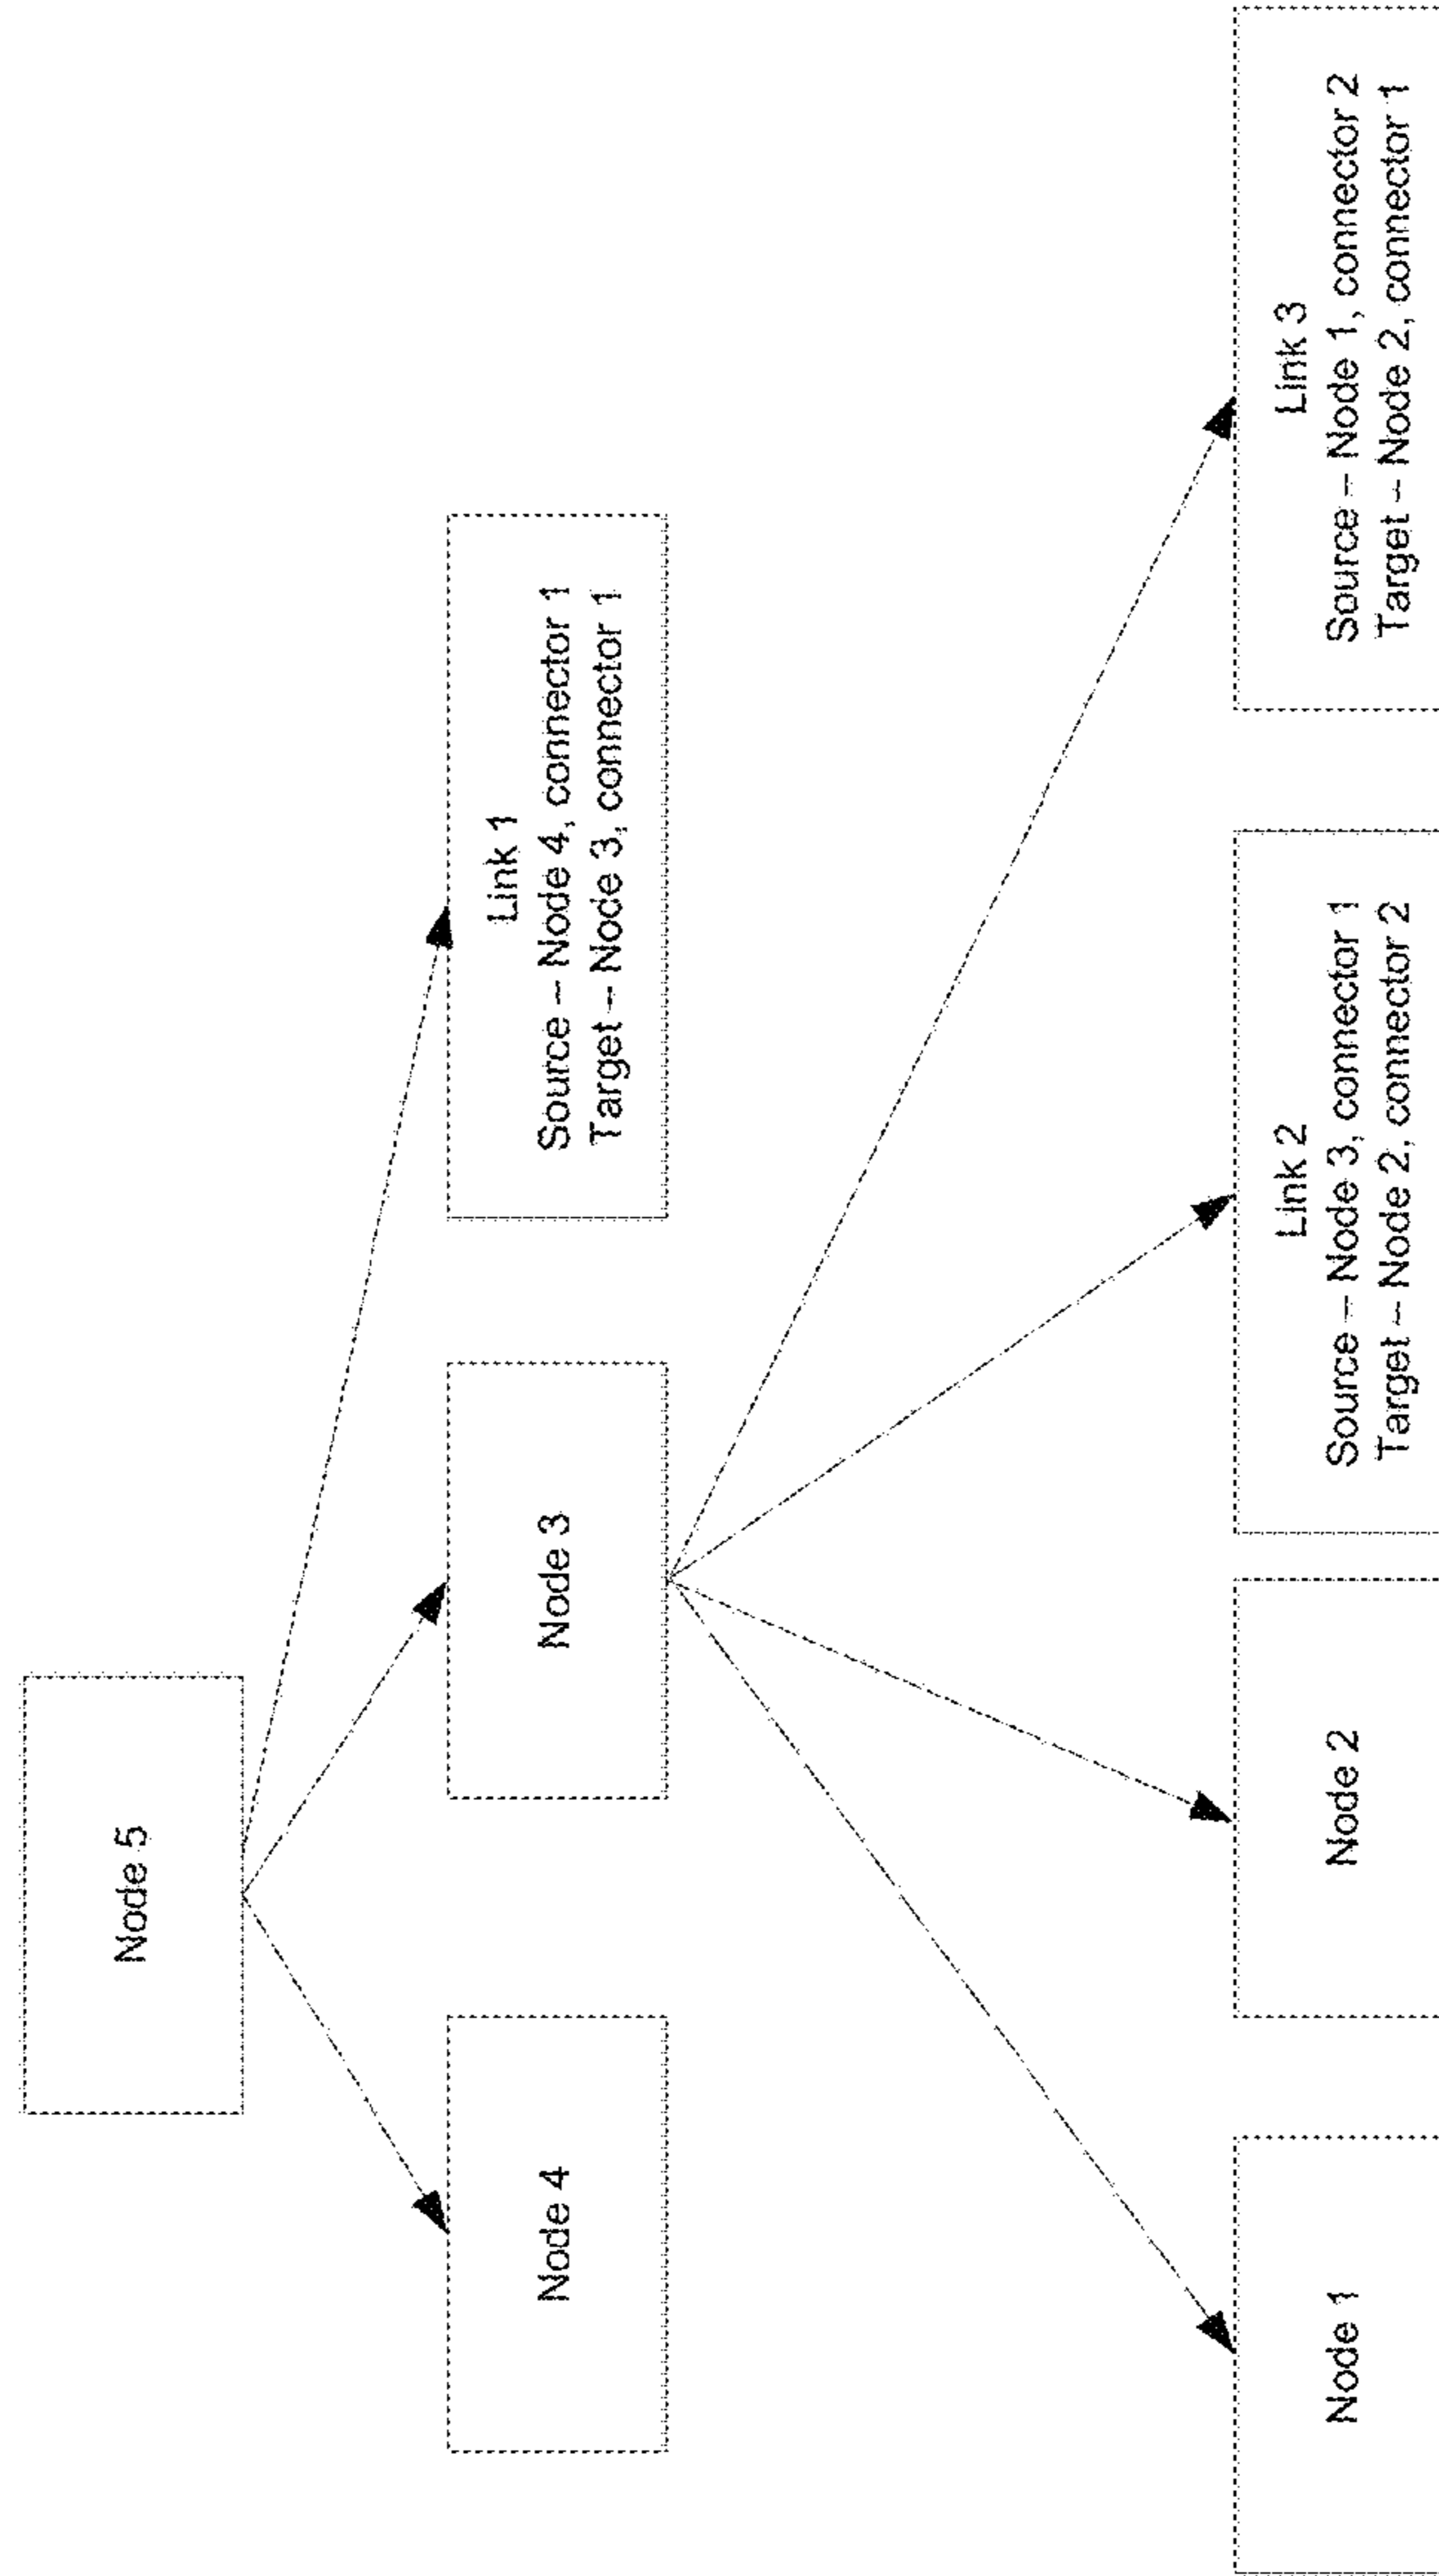 Node 5
Node 4
Node 3
Link 1
Source – Node 4, connector 1
Target – Node 3, connector 1
Node 1
Node 2
Link 2
Source – Node 3, connector 1
Target – Node 2, connector 2
Link 3
Source – Node 1, connector 2
Target – Node 2, connector 1